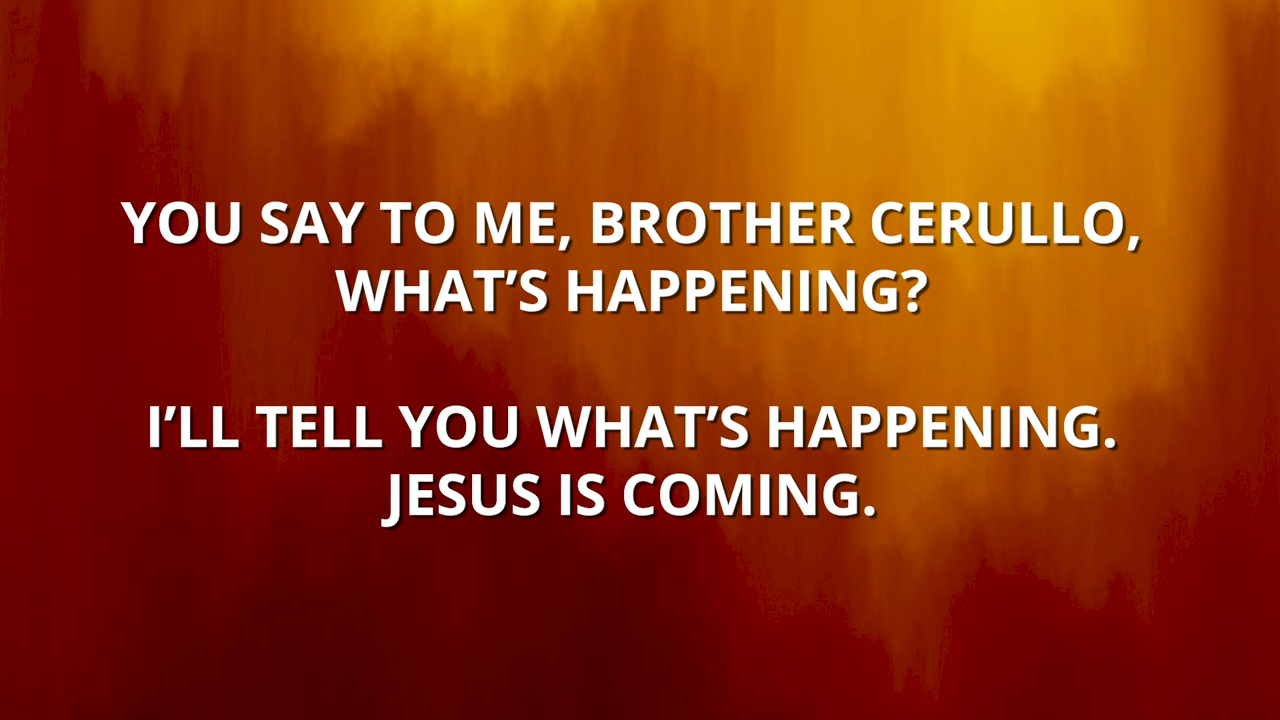 YOU SAY TO ME, BROTHER CERULLO,
WHAT’S HAPPENING?
I’LL TELL YOU WHAT’S HAPPENING.
JESUS IS COMING.